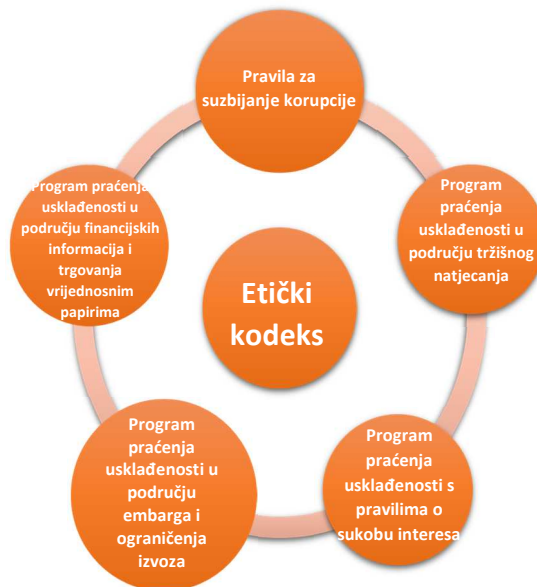 Pravila za
suzbijanje korupcije
Program
praćenja
usklađenosti u
području tržišnog
natjecanja
Program
praćenja
usklađenosti s
pravilima o
sukobu interesa
Program
praćenja
usklađenosti u
području
embarga i
ograničenja
izvoza
Program praćenja
usklađenosti u
području financijskih
informacija i
trgovanja
vrijednosnim
papirima
Etički
kodeks